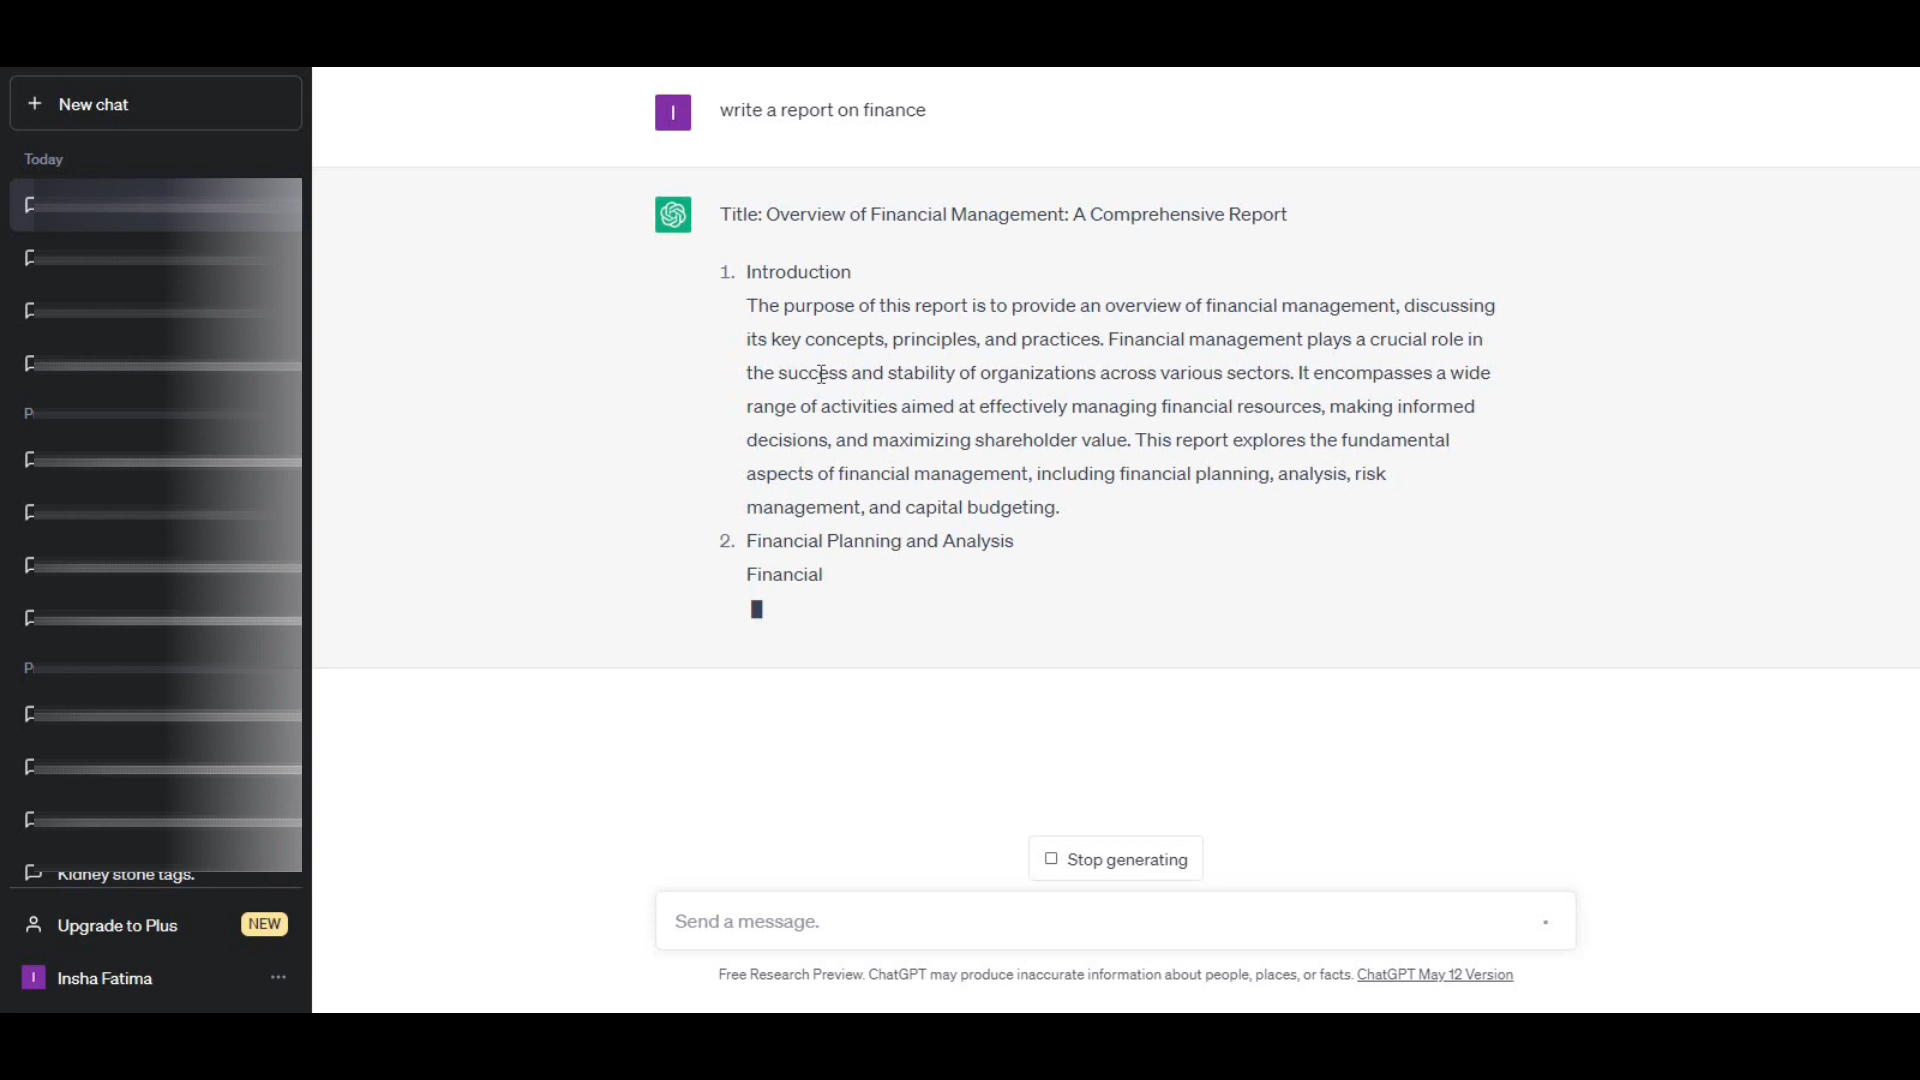 New chat
Today
Kidney stone tags.
Upgrade to Plus NEW
I Insha Fatima
I write a report on finance
Title: Overview of Financial Management: A Comprehensive Report
1. Introduction
The purpose of this report is to provide an overview of financial management, discussing
its key concepts, principles, and practices. Financial management plays a crucial role in
the success and stability of organizations across various sectors. It encompasses a wide
range of activities aimed at effectively managing financial resources, making informed
decisions, and maximizing shareholder value. This report explores the fundamental
aspects of financial management, including financial planning, analysis, risk
management, and capital budgeting.
2. Financial Planning and Analysis
Financial
Stop generating
Send a message.
Free Research Preview. ChatGPT may produce inaccurate information about people, places, or facts. ChatGPT May 12 Version